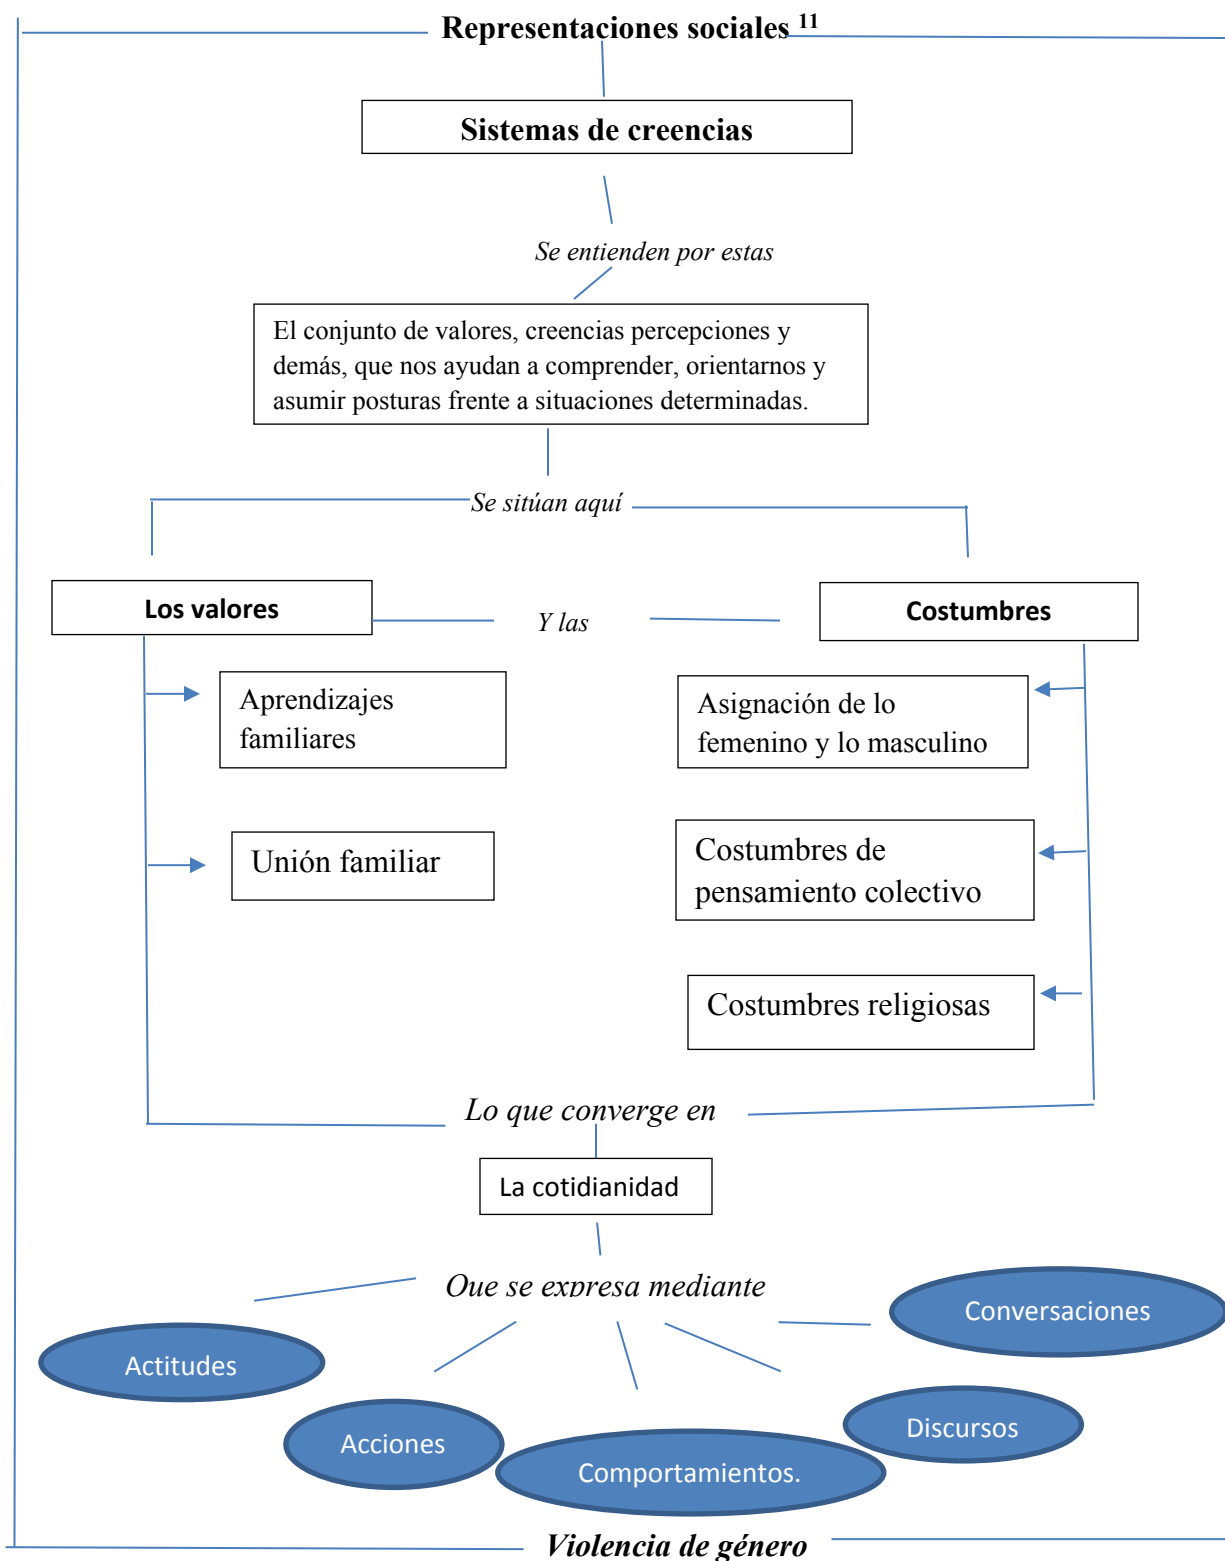 Representaciones sociales 11
Sistemas de creencias
Se entienden por estas
El conjunto de valores, creencias percepciones y
demás, que nos ayudan a comprender, orientarnos y
asumir posturas frente a situaciones determinadas.
Se sitúan aquí
Los valores
Y las
Costumbres
Aprendizajes
familiares
Asignación de lo
femenino y lo masculino
Unión familiar
Costumbres de
pensamiento colectivo
Costumbres religiosas
Lo que converge en
La cotidianidad
Que se expresa mediante
Conversaciones
Actitudes
Acciones
Discursos
Comportamientos.
Violencia de género